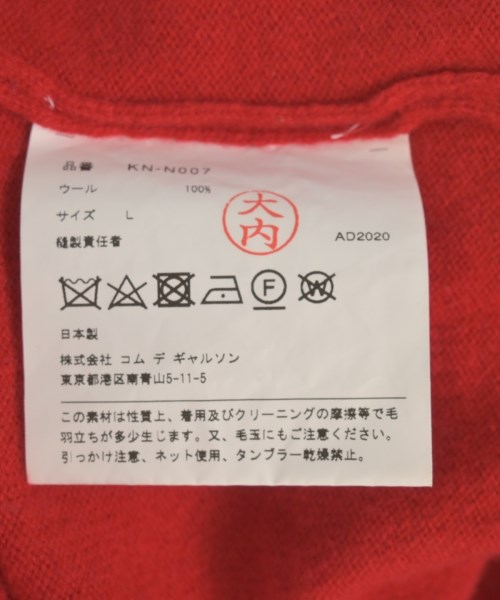 品番 KN-N007
ウール 100%
サイズ L
大内
縫製責任者 AD2020
F W
日本製
株式会社 コム デ ギャルソン
東京都港区南青山5-11-5
この素材は性質上、着用及びクリーニングの摩擦等で毛
羽立ちが多少生じます。又、毛玉にもご注意ください。
引っかけ注意、ネット使用、タンブラー乾燥禁止。